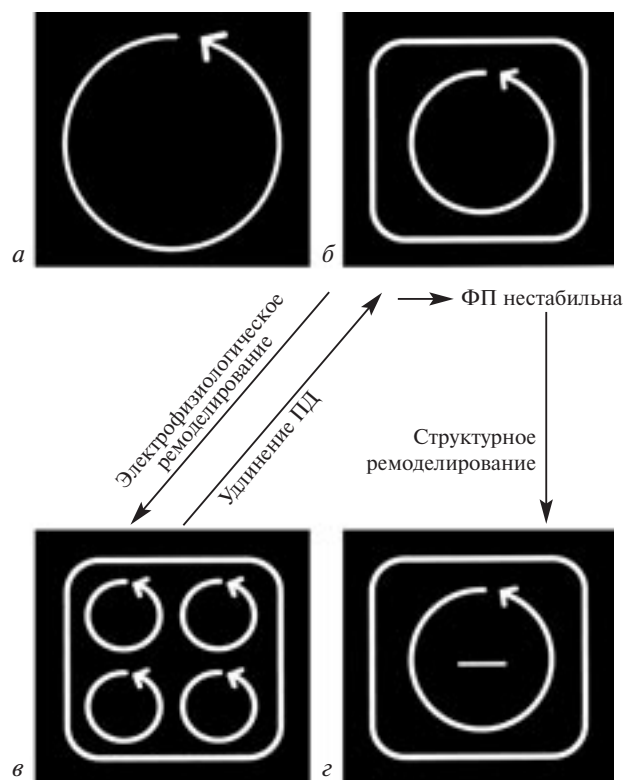 а
б
ФП нестабильна
Электрофизиологическое
ремоделирование
Удлинение ПД
Структурное
ремоделирование
в
г